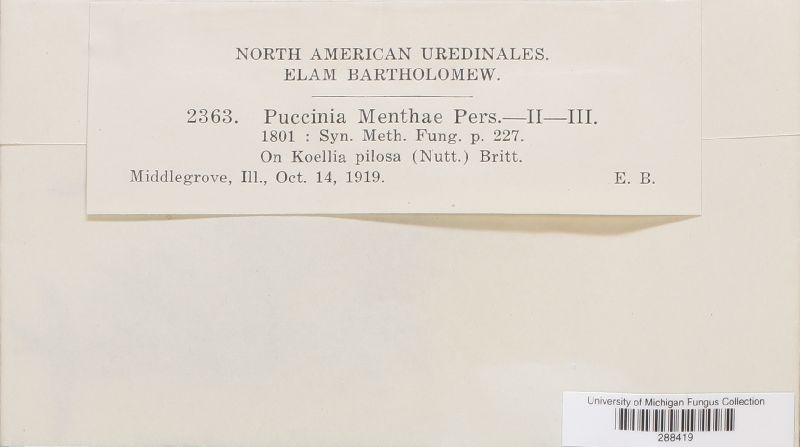 NORTH AMERICAN UREDINALES.
ELAM BARTHOLOMEW.
2363. Puccinia Menthae Pers.—II—III.
1801 : Syn. Meth. Fung. p. 227.
On Koellia pilosa (Nutt.) Britt.
Middlegrove, Ill., Oct. 14, 1919. E. B.
University of Michigan Fungus Collection
288419